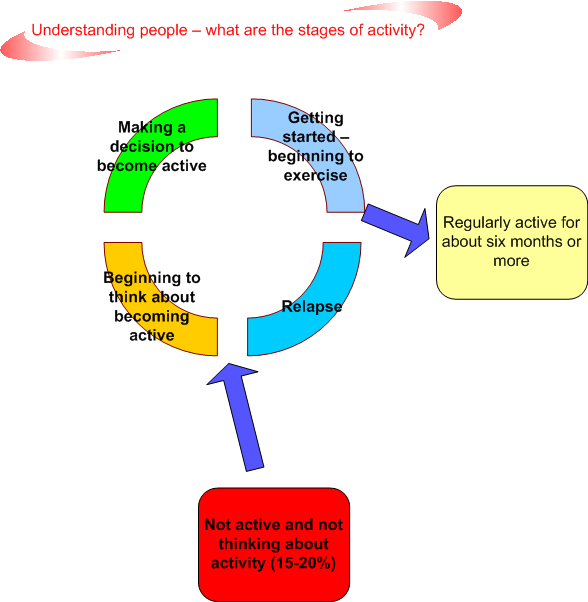 Understanding people – what are the stages of activity?
Making a
decision to
become active
Getting
started –
beginning to
exercise
Regularly active for
about six months or
more
Beginning to
think about
becoming
active
Relapse
Not active and not
thinking about
activity (15-20%)